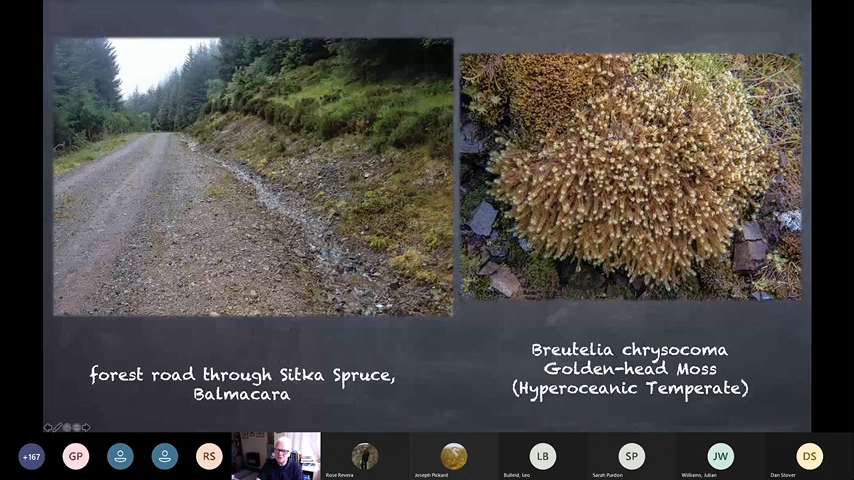 forest road through Sitka Spruce,
Balmacara
Breutelia chrysocoma
Golden-head Moss
(Hyperoceanic Temperate)
+167
GP
RS
LB
SP
JW
DS
Rose Revera
Joseph Pickard
Bulleid, Leo
Sarah Purdon
Williams, Julian
Dan Stover